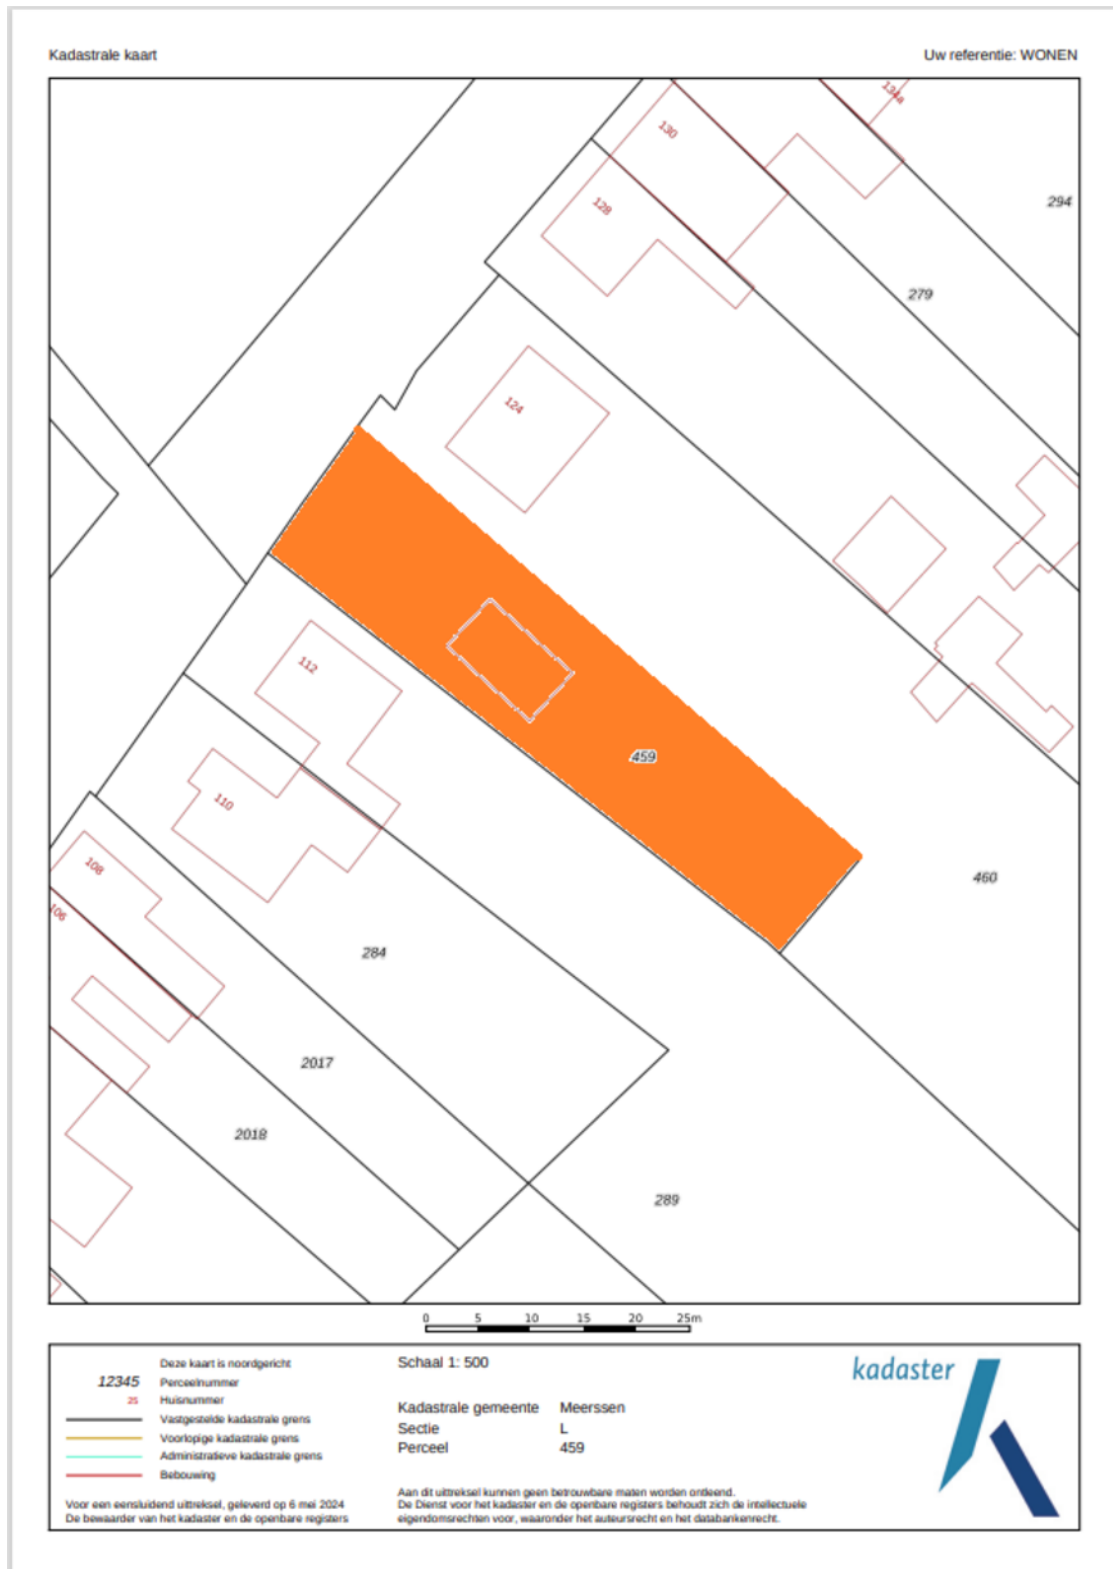 Kadastrale kaart
Uw referentie: WONEN
134a
130
128
294
279
124
112
459
110
108
460
106
284
2017
2018
289
0 5 10 15 20 25m
Deze kaart is noordgericht
12345 Perceelnummer
25 Huisnummer
Vastgestelde kadastrale grens
Voorlopige kadastrale grens
Administratieve kadastrale grens
Bebouwing
Voor een eensluidend uittreksel, geleverd op 6 mei 2024
De bewaarder van het kadaster en de openbare registers
Schaal 1: 500
Kadastrale gemeente Meerssen
Sectie L
Perceel 459
Aan dit uittreksel kunnen geen betrouwbare maten worden ontleend.
De Dienst voor het kadaster en de openbare registers behoudt zich de intellectuele
eigendomsrechten voor, waaronder het auteursrecht en het databankenrecht.
kadaster